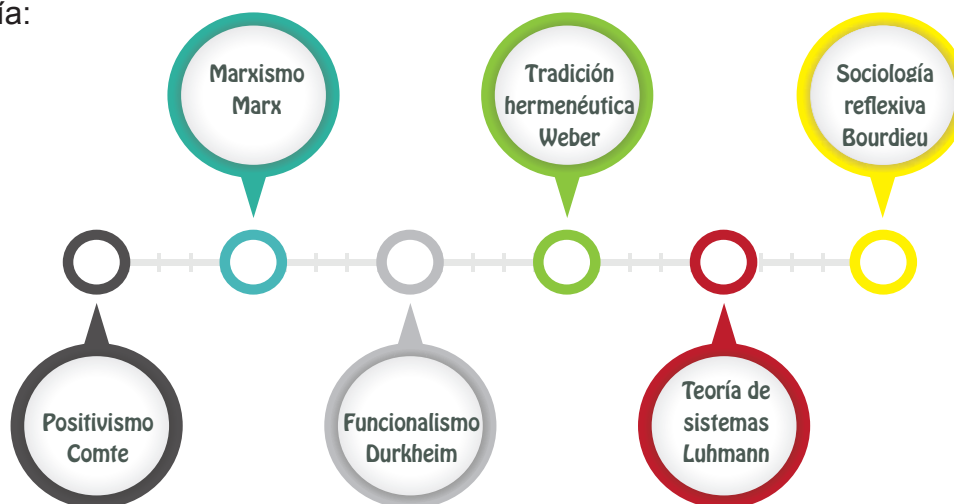 ía:
Marxismo
Marx
Tradición
hermenéutica
Weber
Sociología
reflexiva
Bourdieu
Positivismo
Comte
Funcionalismo
Durkheim
Teoría de
sistemas
Luhmann